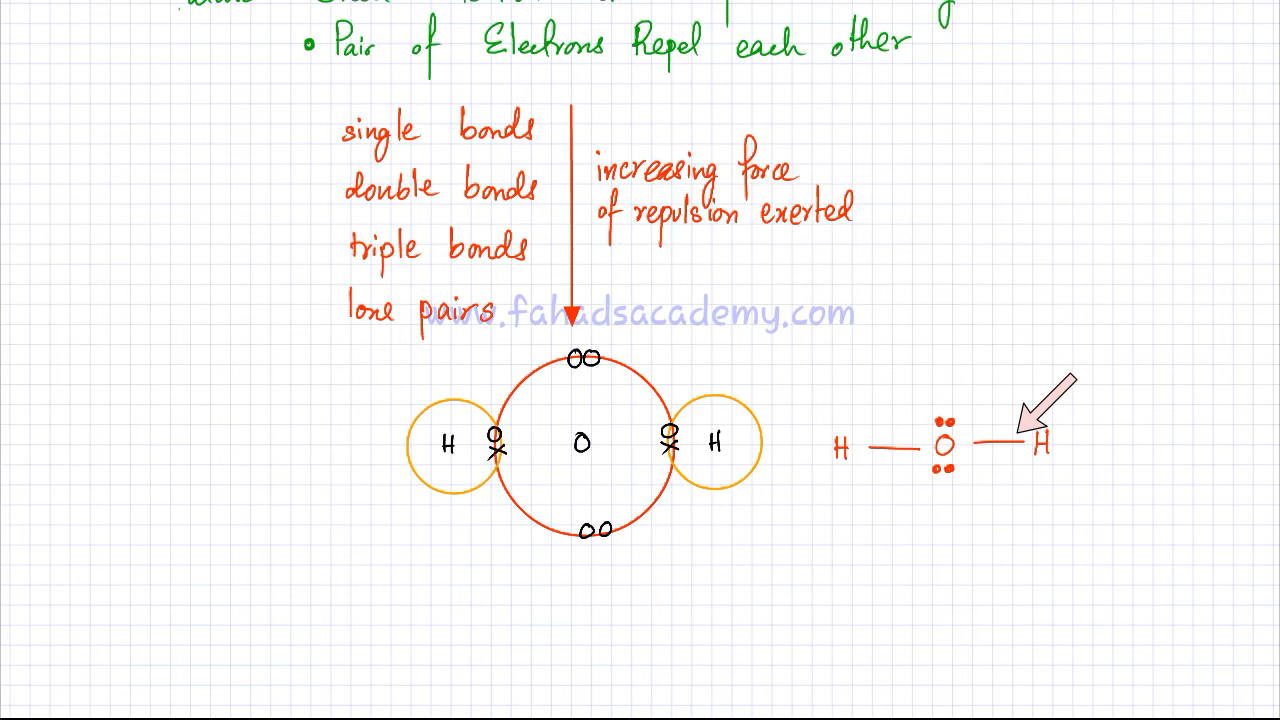 • Pair of Electrons Repel each other
single bonds
double bonds
triple bonds
lone pairs
increasing force
of repulsion exerted
www.fahadsacademy.com
H O H
H — O — H